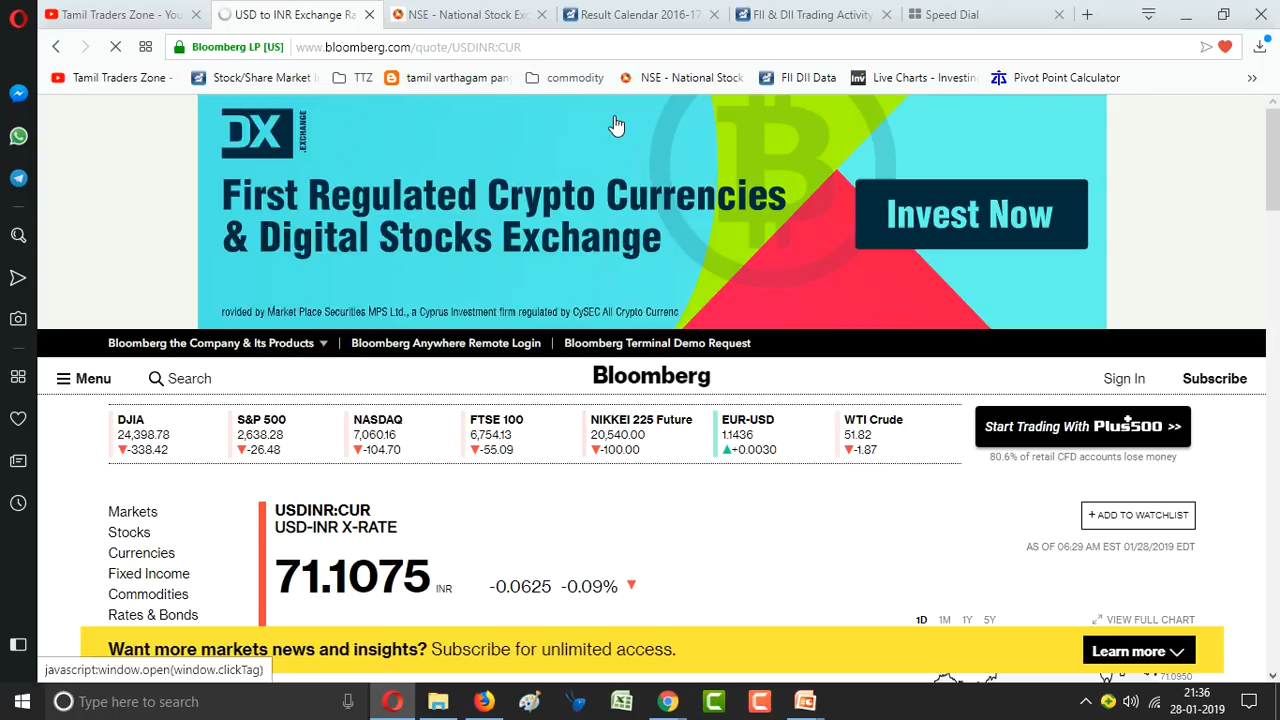 Tamil Traders Zone - You
USD to INR Exchange Ra
NSE - National Stock Exc
Result Calendar 2016-17
FII & DII Trading Activity
Speed Dial
Bloomberg LP [US]
www.bloomberg.com/quote/USDINR:CUR
Tamil Traders Zone -
Stock/Share Market
TTZ
tamil varthagam pan
commodity
NSE - National Stock
FII DII Data
Inv
Live Charts - Investin
Pivot Point Calculator
DX
.EXCHANGE
First Regulated Crypto Currencies
& Digital Stocks Exchange
Invest Now
rovided by Market Place Securities MPS Ltd., a Cyprus Investment firm regulated by CySEC All Crypto Currenc
Bloomberg the Company & Its Products
Bloomberg Anywhere Remote Login
Bloomberg Terminal Demo Request
Menu
Search
Bloomberg
Sign In
Subscribe
DJIA
24,398.78
-338.42
S&P 500
2,638.28
-26.48
NASDAQ
7,060.16
-104.70
FTSE 100
6,754.13
-55.09
NIKKEI 225 Future
20,540.00
-100.00
EUR-USD
1.1436
+0.0030
WTI Crude
51.82
-1.87
Start Trading With Plus500 >>
80.6% of retail CFD accounts lose money
Markets
Stocks
Currencies
Fixed Income
Commodities
Rates & Bonds
USDINR:CUR
USD-INR X-RATE
71.1075 INR -0.0625 -0.09%
+ ADD TO WATCHLIST
AS OF 06:29 AM EST 01/28/2019 EDT
1D 1M 1Y 5Y
VIEW FULL CHART
Want more markets news and insights? Subscribe for unlimited access.
Learn more
javascript:window.open(window.clickTag)
71.0950
Type here to search
21:36
28-01-2019